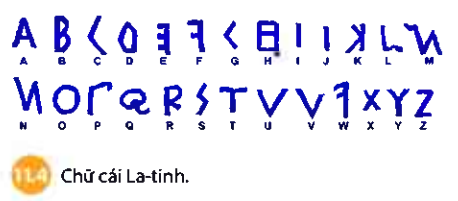 A B C D E F G H I J K L M
N O P Q R S T U V W X Y Z
11.4 Chữ cái La-tinh.